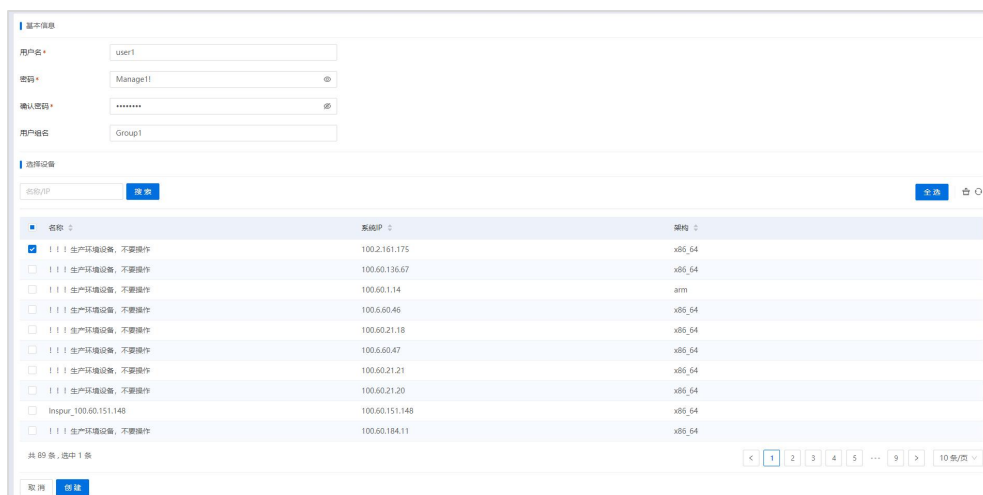 基本信息
用户名* user1
密码* Manage1!
确认密码* ••••••••
用户组名 Group1
选择设备
名称/IP 搜索 全选
名称 系统IP 架构
！！！生产环境设备，不要操作 100.2.161.175 x86_64
！！！生产环境设备，不要操作 100.60.136.67 x86_64
！！！生产环境设备，不要操作 100.60.1.14 arm
！！！生产环境设备，不要操作 100.6.60.46 x86_64
！！！生产环境设备，不要操作 100.60.21.18 x86_64
！！！生产环境设备，不要操作 100.6.60.47 x86_64
！！！生产环境设备，不要操作 100.60.21.21 x86_64
！！！生产环境设备，不要操作 100.60.21.20 x86_64
Inspur_100.60.151.148 100.60.151.148 x86_64
！！！生产环境设备，不要操作 100.60.184.11 x86_64
共 89 条 , 选中 1 条 < 1 2 3 4 5 ••• 9 > 10 条/页
取消 创建